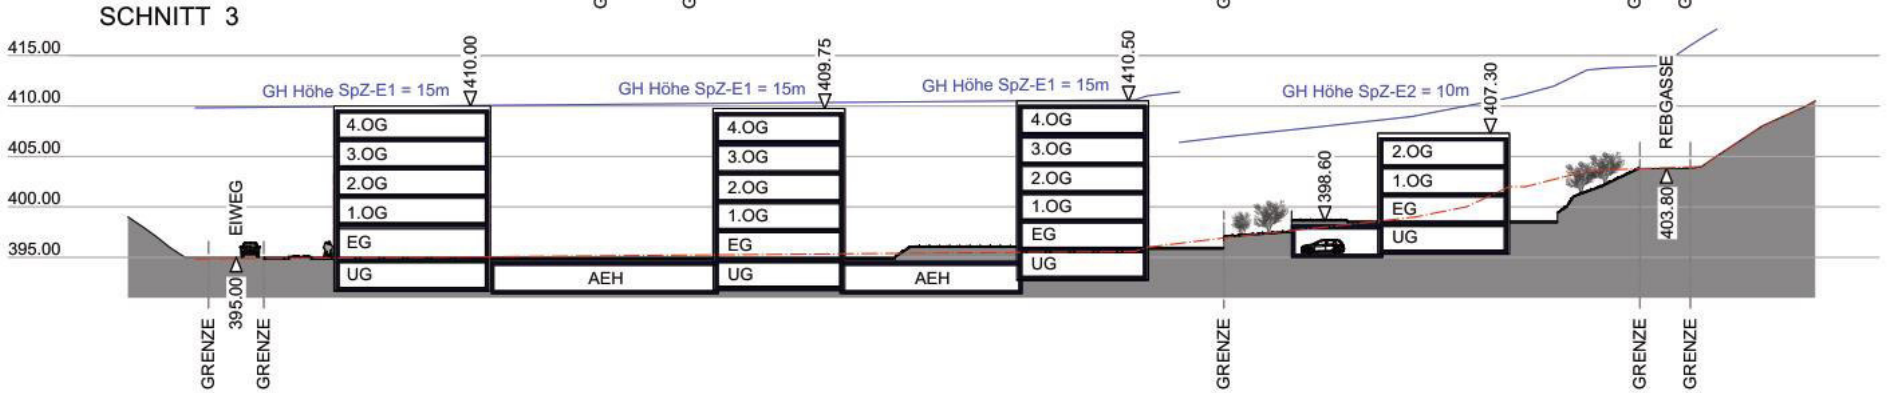 SCHNITT 3
415.00
410.00
405.00
400.00
395.00
GH Höhe SpZ-E1 = 15m
410.00
GH Höhe SpZ-E1 = 15m
409.75
GH Höhe SpZ-E1 = 15m
410.50
GH Höhe SpZ-E2 = 10m
407.30
REBGASSE
403.80
EIWEG
395.00
4.OG
3.OG
2.OG
1.OG
EG
UG
AEH
4.OG
3.OG
2.OG
1.OG
EG
UG
AEH
4.OG
3.OG
2.OG
1.OG
EG
UG
398.60
2.OG
1.OG
EG
UG
GRENZE
GRENZE
GRENZE
GRENZE
GRENZE